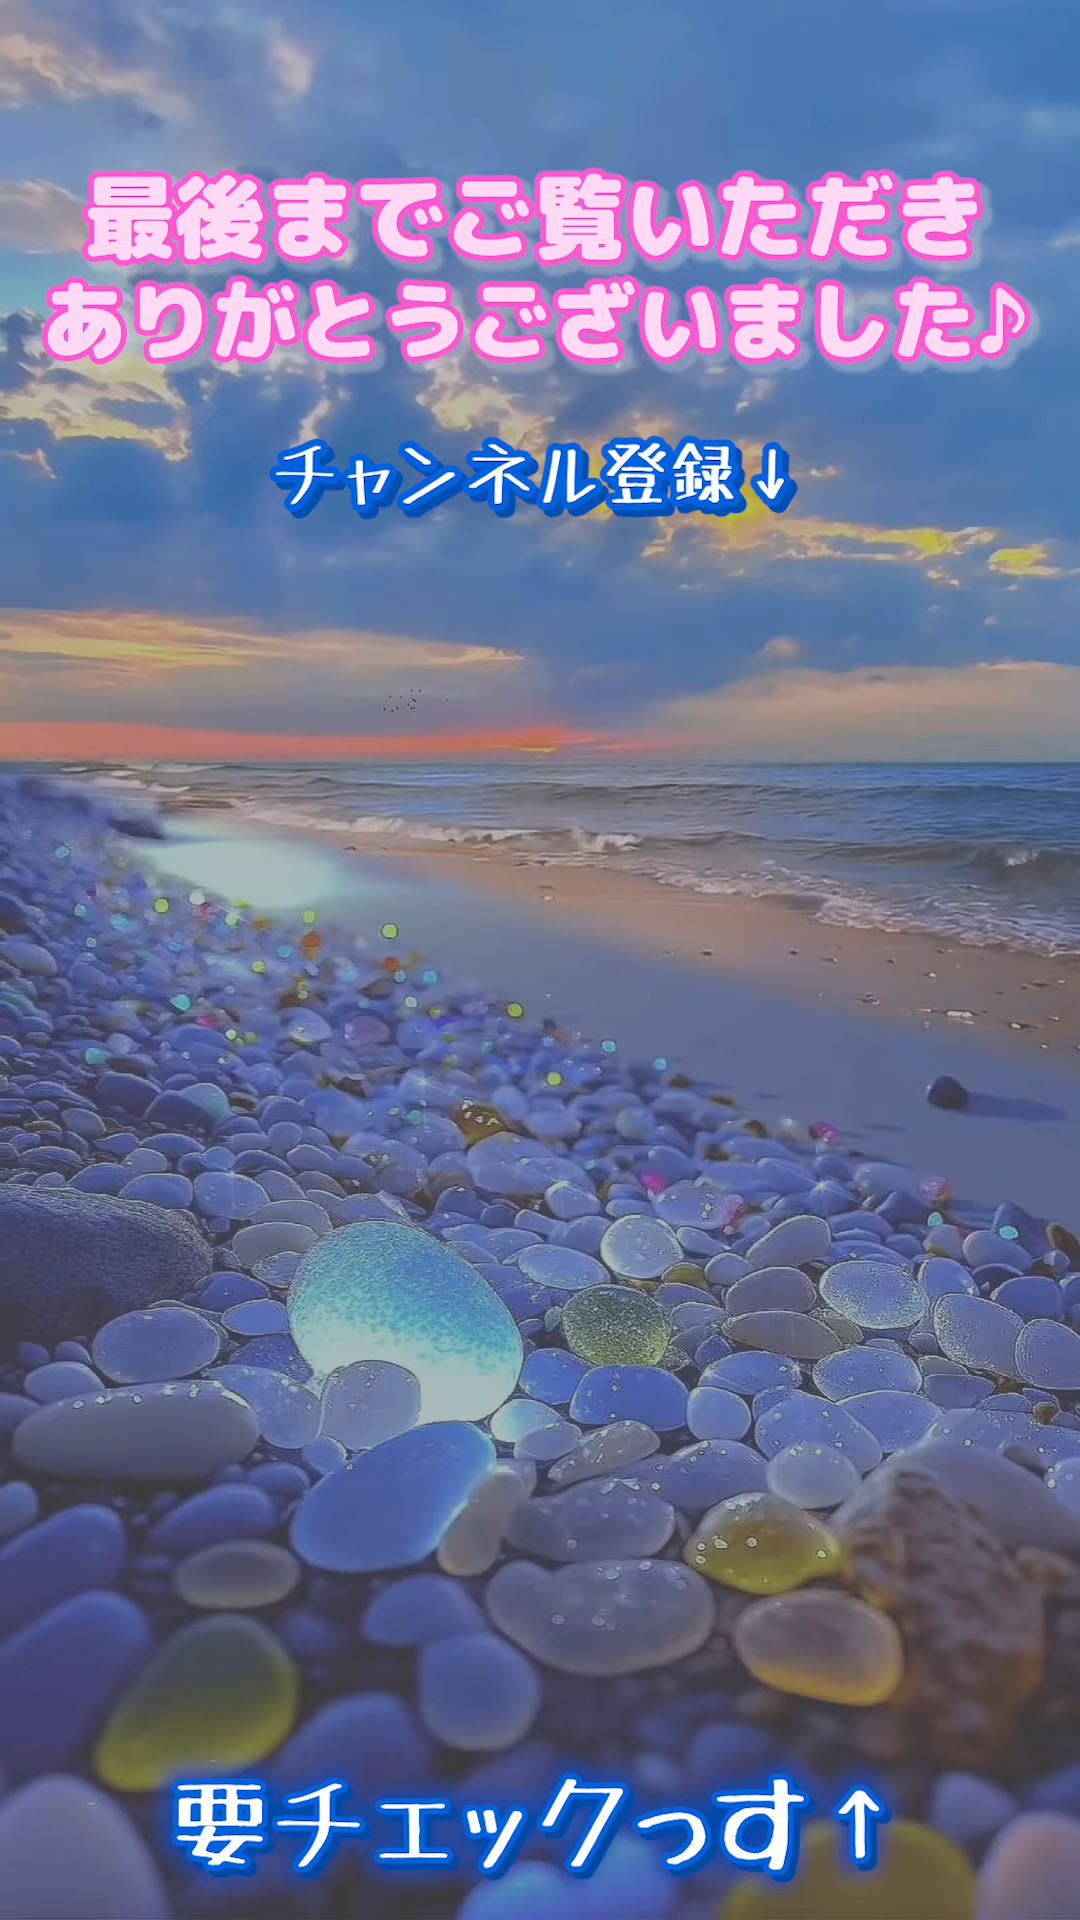 最後までご覧いただき
ありがとうございました♪
チャンネル登録↓
要チェックっす↑